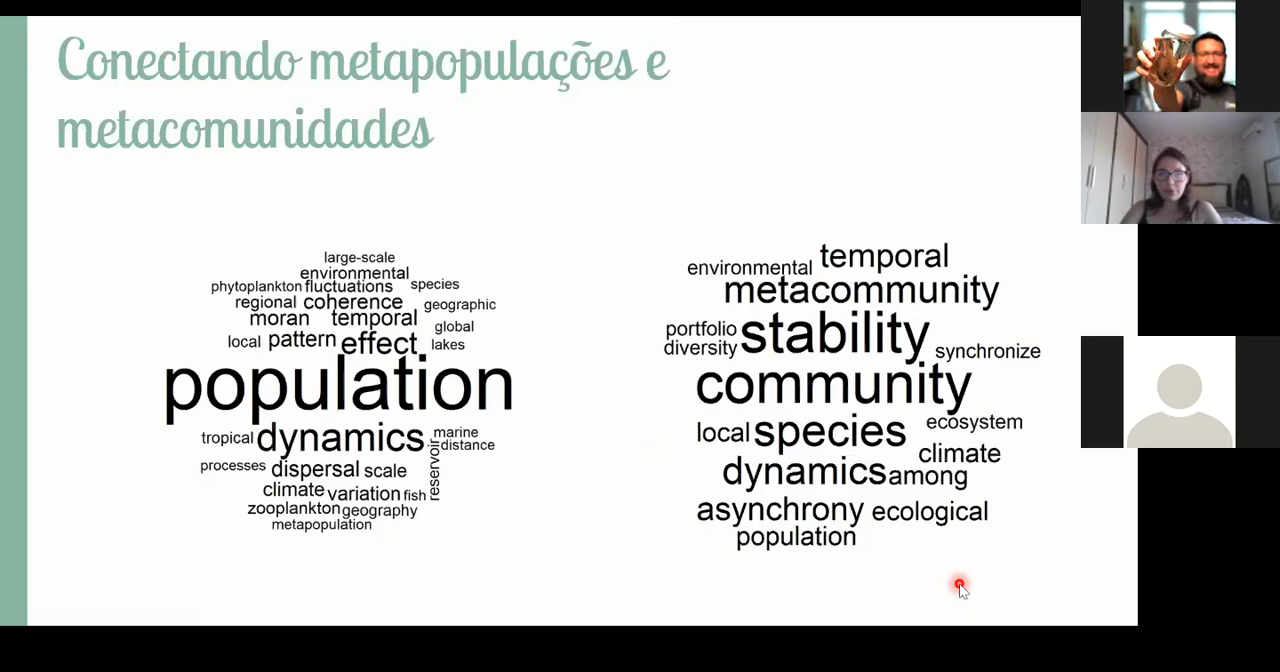 Conectando metapopulações e
metacomunidades
large-scale
environmental
phytoplankton fluctuations species
regional coherence geographic
moran temporal
global
local pattern effect lakes
population
tropical dynamics marine
distance
reservoir
processes dispersal scale
climate variation fish
zooplankton geography
metapopulation
temporal
environmental
metacommunity
portfolio stability
diversity synchronize
community
ecosystem
local species
climate
dynamics among
asynchrony ecological
population